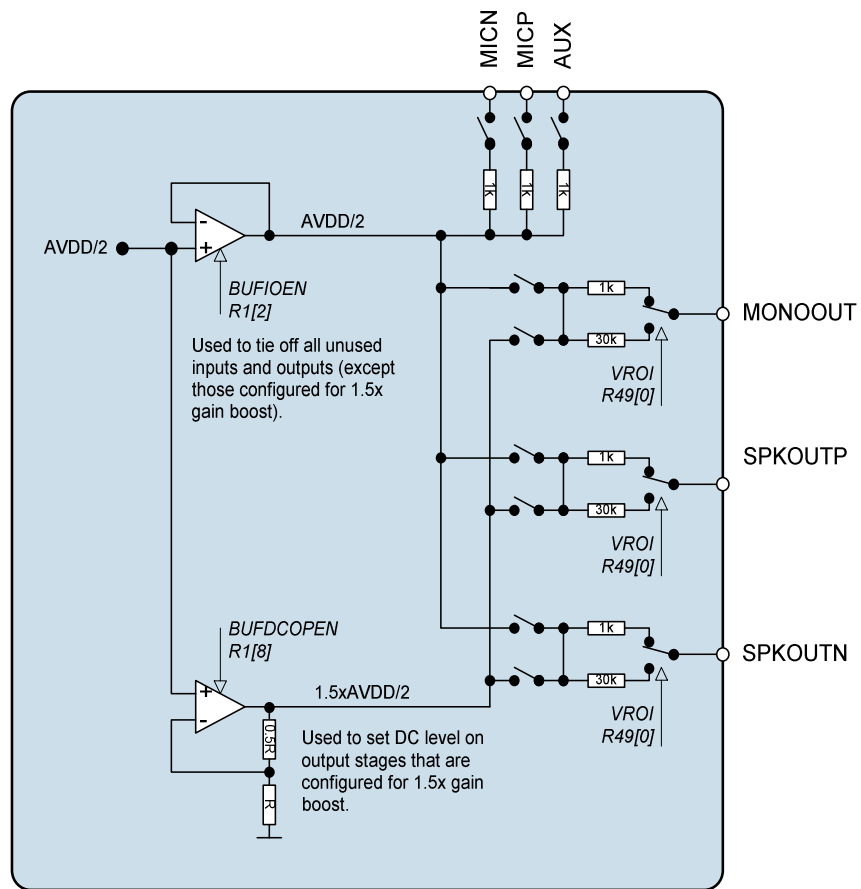 MICN
MICP
AUX
1k
1k
1k
AVDD/2
AVDD/2
BUFIOEN
R1[2]
Used to tie off all unused
inputs and outputs (except
those configured for 1.5x
gain boost).
1k
30k
MONOOUT
VROI
R49[0]
1k
30k
SPKOUTP
VROI
R49[0]
BUFDCOPEN
R1[8]
1.5xAVDD/2
0.5R
R
Used to set DC level on
output stages that are
configured for 1.5x gain
boost.
1k
30k
SPKOUTN
VROI
R49[0]